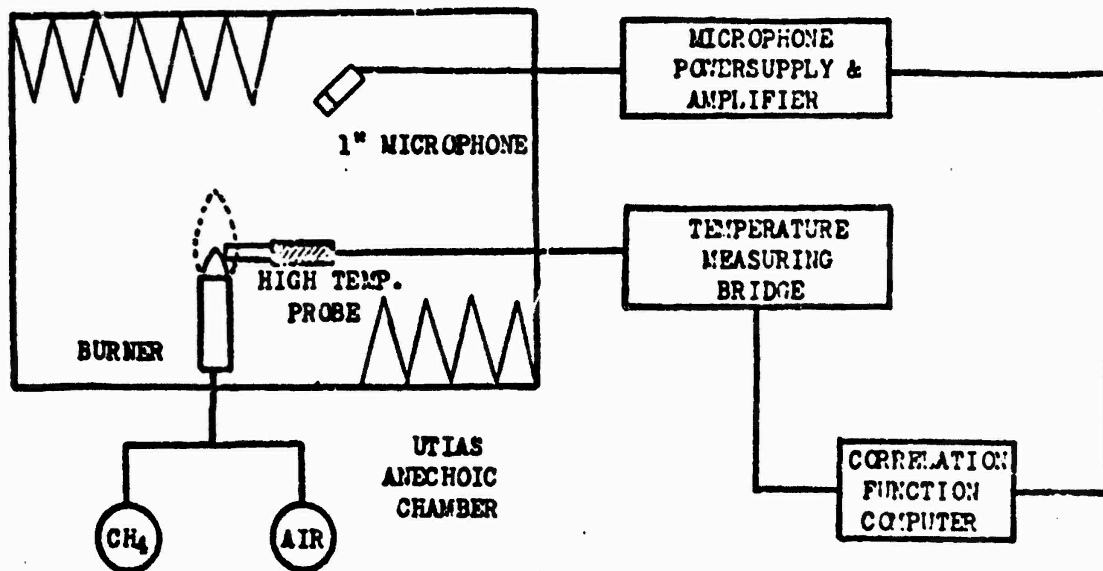 MICROPHONE
POWERSUPPLY &
AMPLIFIER
1" MICROPHONE
TEMPERATURE
MEASURING
BRIDGE
HIGH TEMP.
PROBE
BURNER
UTIAS
ANECHOIC
CHAMBER
CORRELATION
FUNCTION
COMPUTER
CH₄
AIR